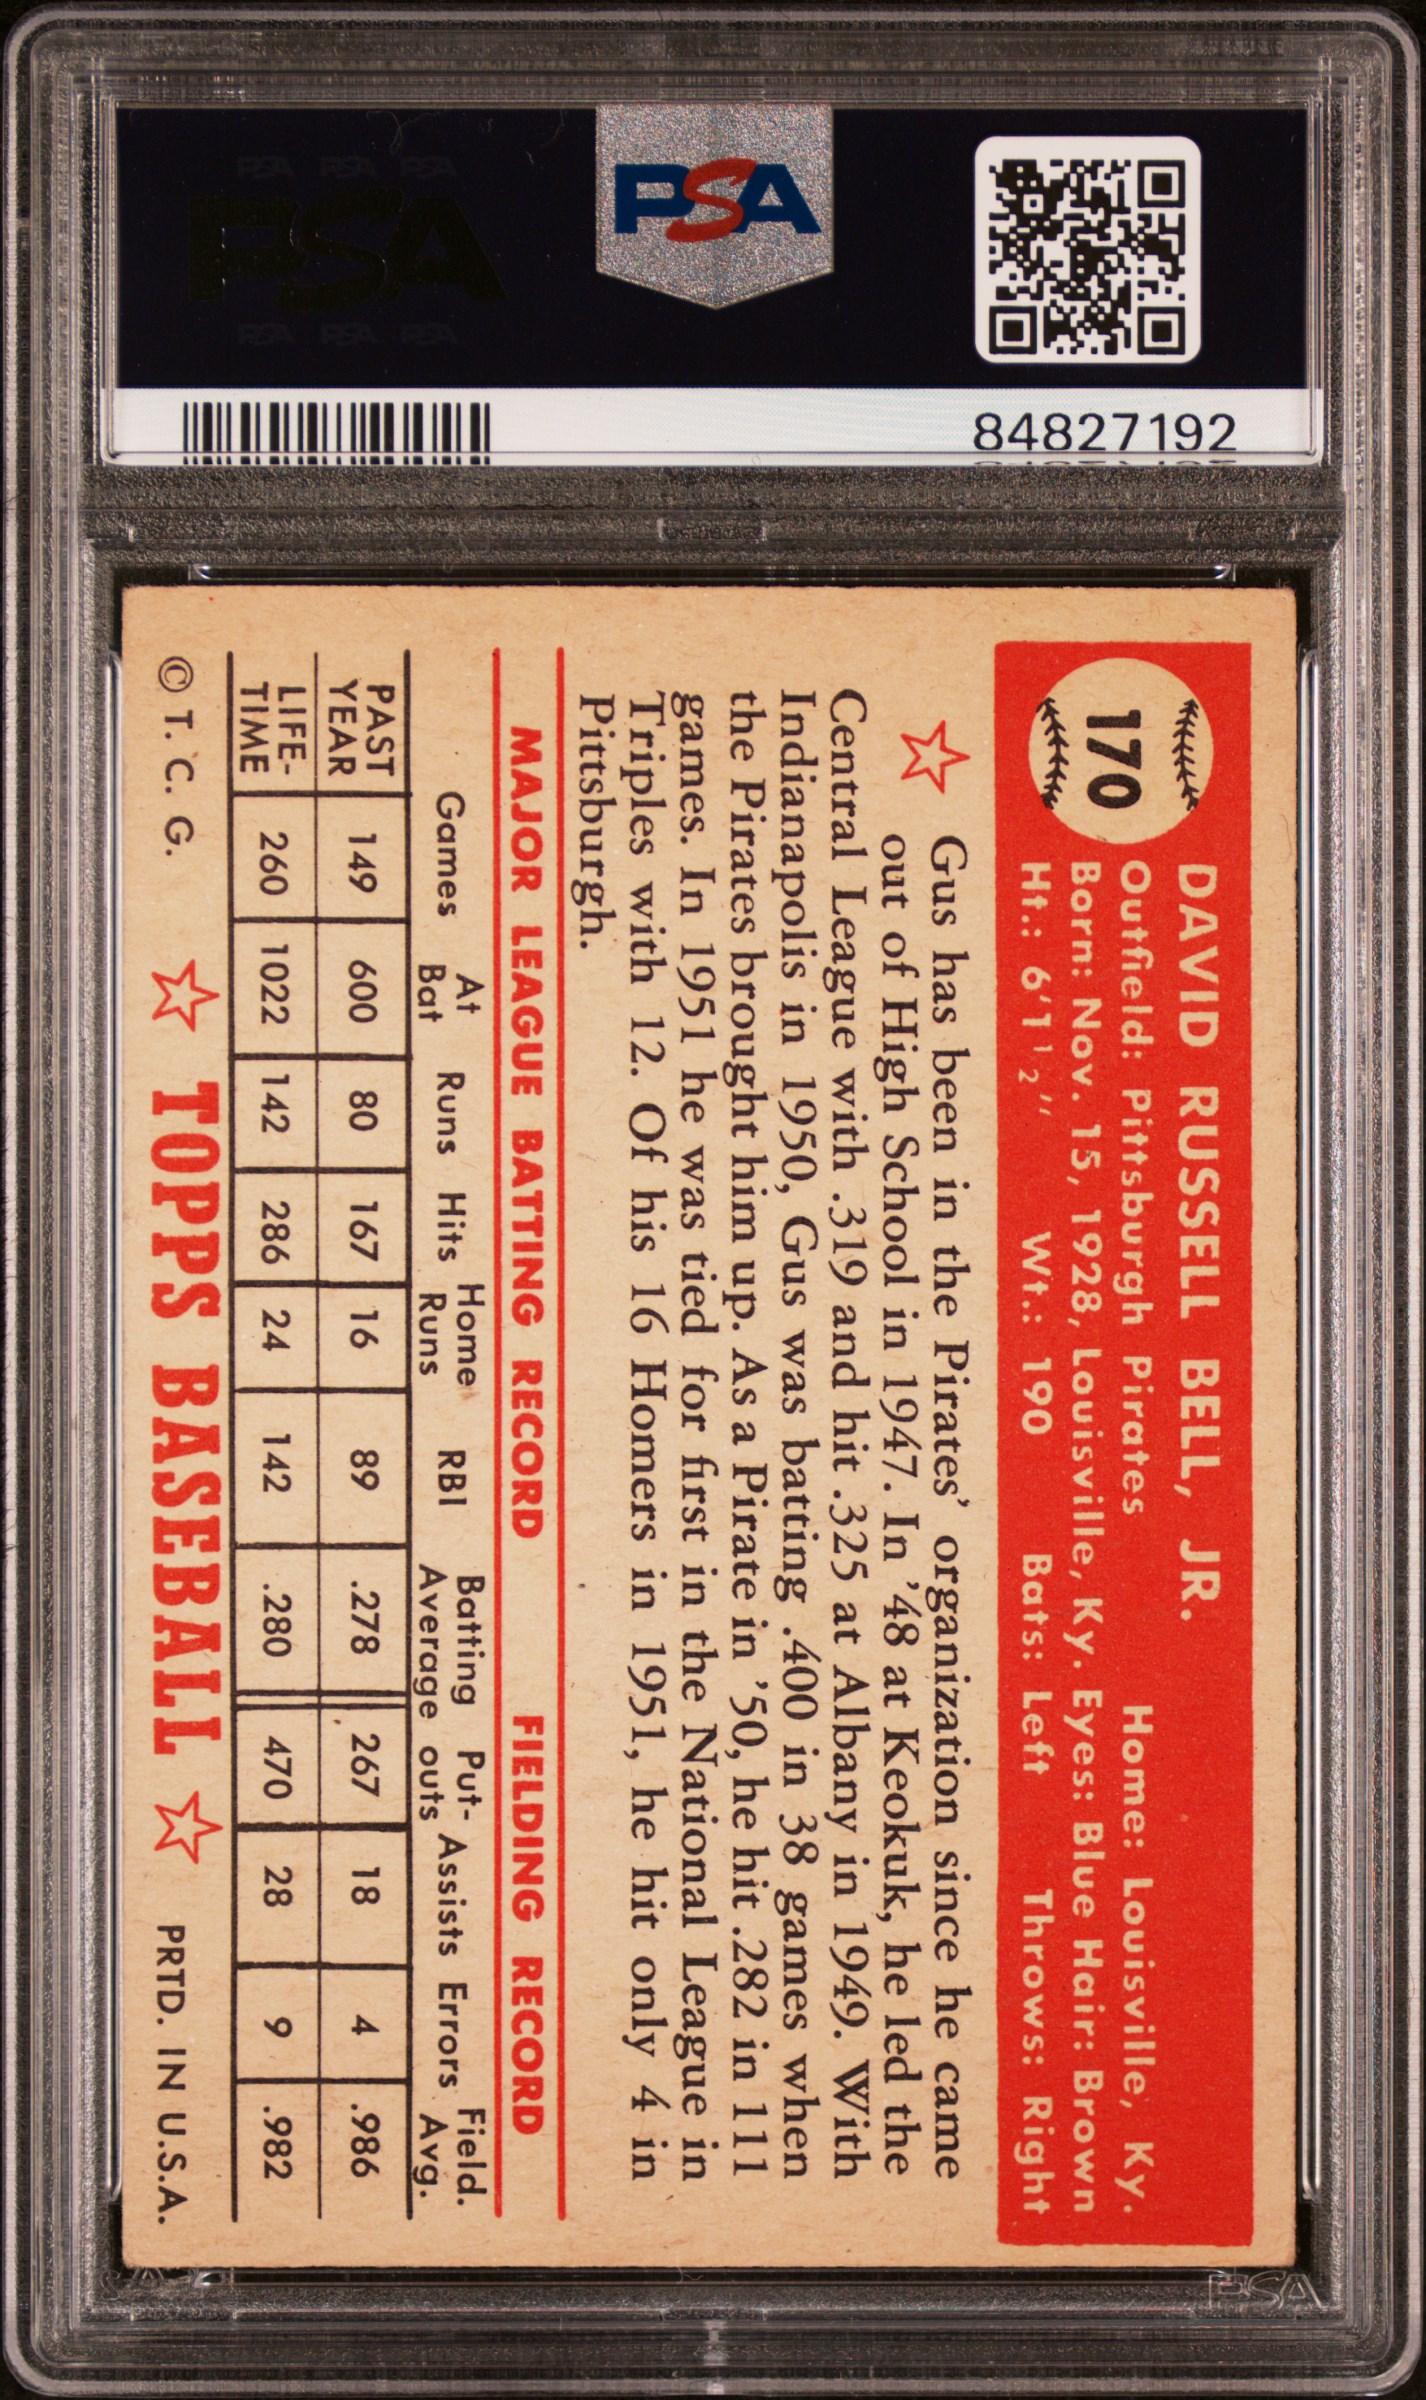 PSA PSA PSA
PSA
PSA PSA PSA
PSA
84827192
170
DAVID RUSSELL BELL, JR.
Outfield: Pittsburgh Pirates Home: Louisville, Ky.
Born: Nov. 15, 1928, Louisville, Ky. Eyes: Blue Hair: Brown
Ht.: 6'1½" Wt.: 190 Bats: Left Throws: Right
Gus has been in the Pirates' organization since he came
out of High School in 1947. In '48 at Keokuk, he led the
Central League with .319 and hit .325 at Albany in 1949. With
Indianapolis in 1950, Gus was batting .400 in 38 games when
the Pirates brought him up. As a Pirate in '50, he hit .282 in 111
games. In 1951 he was tied for first in the National League in
Triples with 12. Of his 16 Homers in 1951, he hit only 4 in
Pittsburgh.
MAJOR LEAGUE BATTING RECORD FIELDING RECORD
Games At Bat Runs Hits Home Runs RBI Batting Average Put-outs Assists Errors Field. Avg.
PAST YEAR 149 600 80 167 16 89 .278 267 18 4 .986
LIFE-TIME 260 1022 142 286 24 142 .280 470 28 9 .982
© T. C. G. ☆ TOPPS BASEBALL ☆ PRTD. IN U.S.A.
PSA